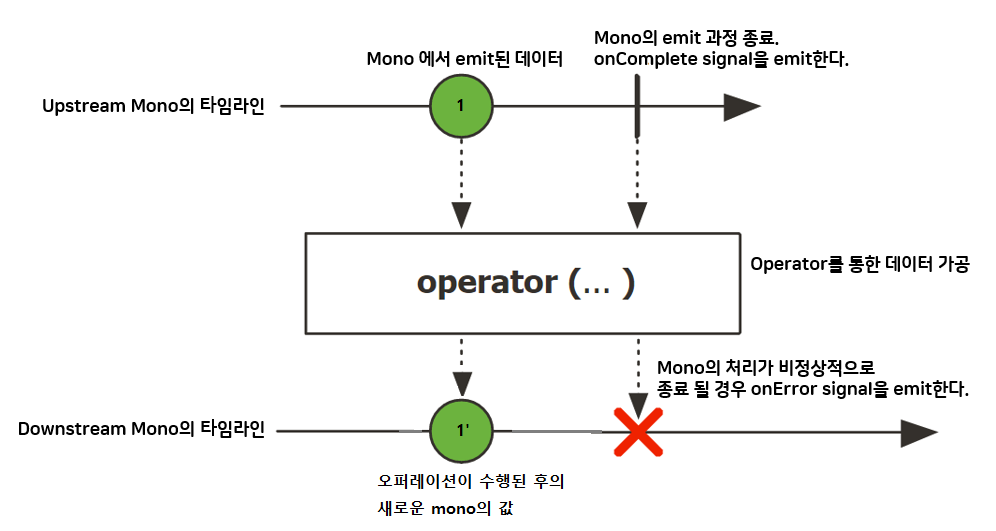 Mono의 emit 과정 종료.
Mono 에서 emit된 데이터
onComplete signal을 emit한다.
Upstream Mono의 타임라인
1
operator (... )
Operator를 통한 데이터 가공
Mono의 처리가 비정상적으로
종료 될 경우 onError signal을 emit한다.
Downstream Mono의 타임라인
1'
오퍼레이션이 수행된 후의
새로운 mono의 값